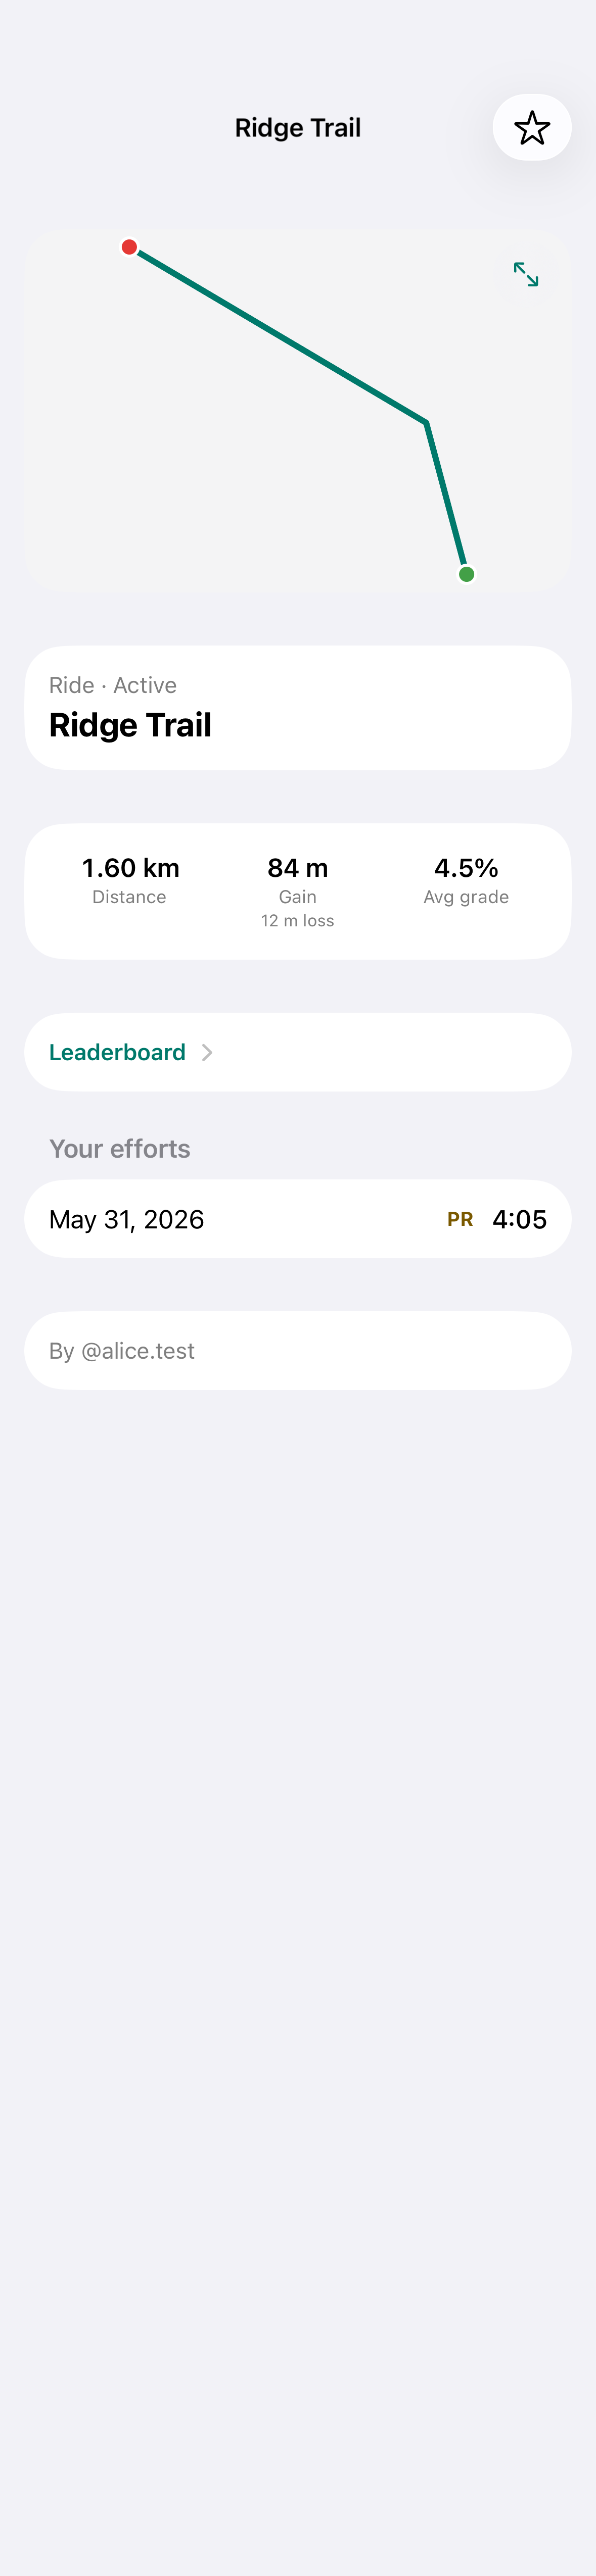 Ridge Trail
Ride · Active
Ridge Trail
1.60 km 84 m 4.5%
Distance Gain Avg grade
12 m loss
Leaderboard
Your efforts
May 31, 2026 PR 4:05
By @alice.test